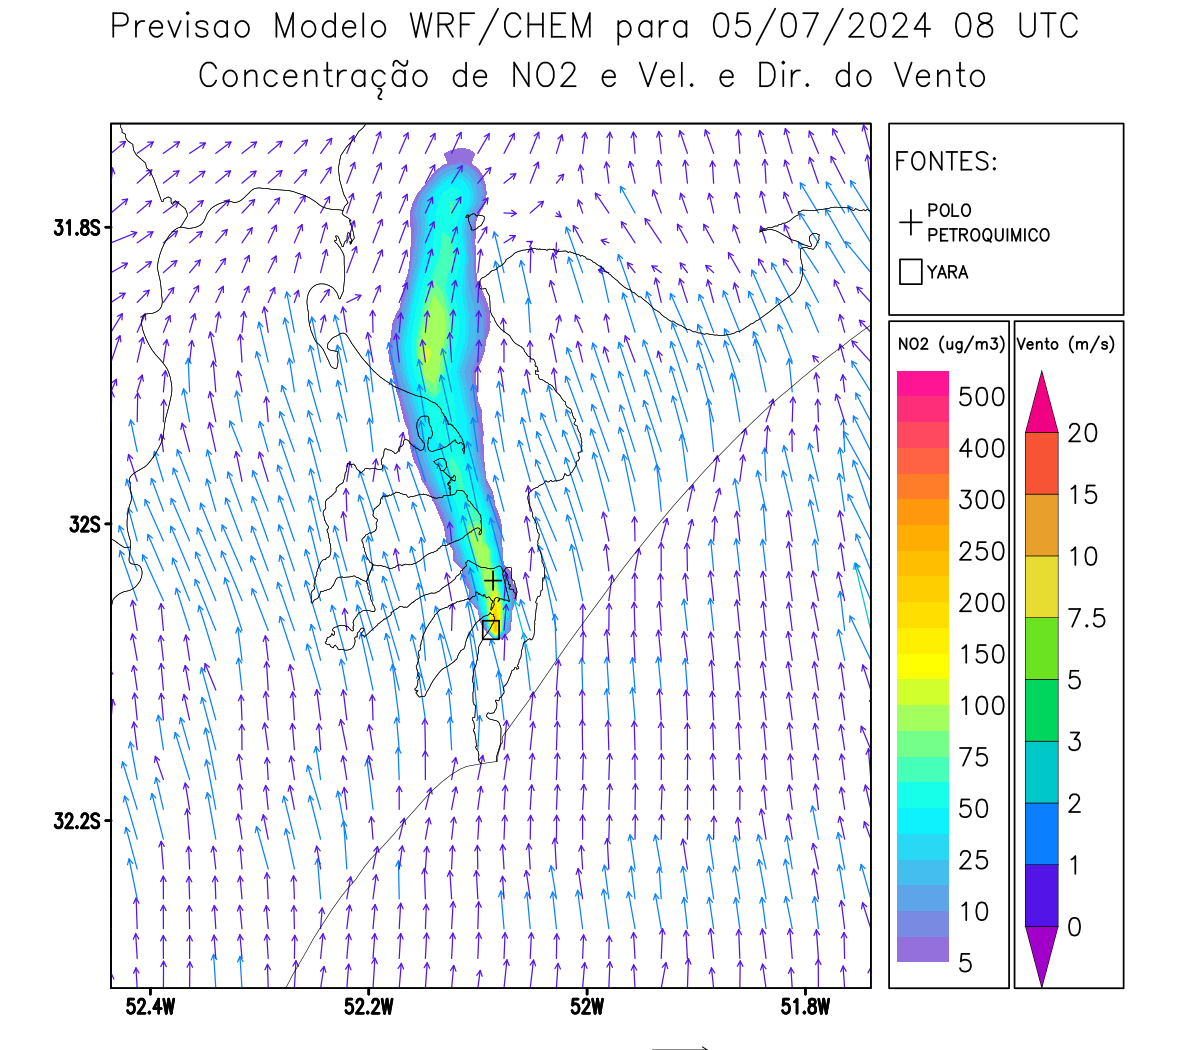 Previsao Modelo WRF/CHEM para 05/07/2024 08 UTC
Concentração de NO2 e Vel. e Dir. do Vento
FONTES:
POLO
PETROQUIMICO
YARA
31.8S
32S
32.2S
52.4W
52.2W
52W
51.8W
NO2 (ug/m3)
500
400
300
250
200
150
100
75
50
25
10
5
Vento (m/s)
20
15
10
7.5
5
3
2
1
0